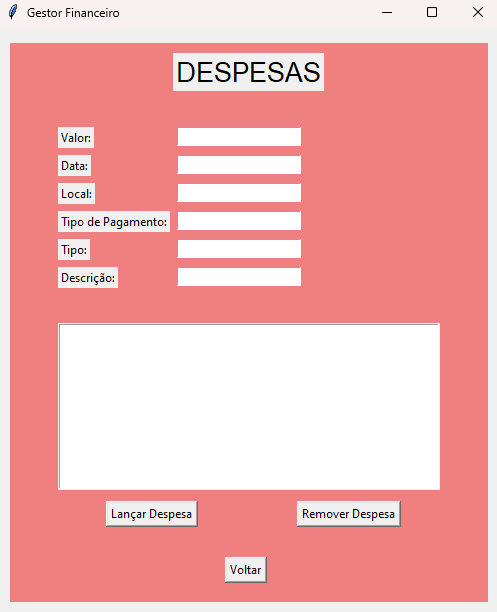 Gestor Financeiro
DESPESAS
Valor:
Data:
Local:
Tipo de Pagamento:
Tipo:
Descrição:
Lançar Despesa Remover Despesa
Voltar